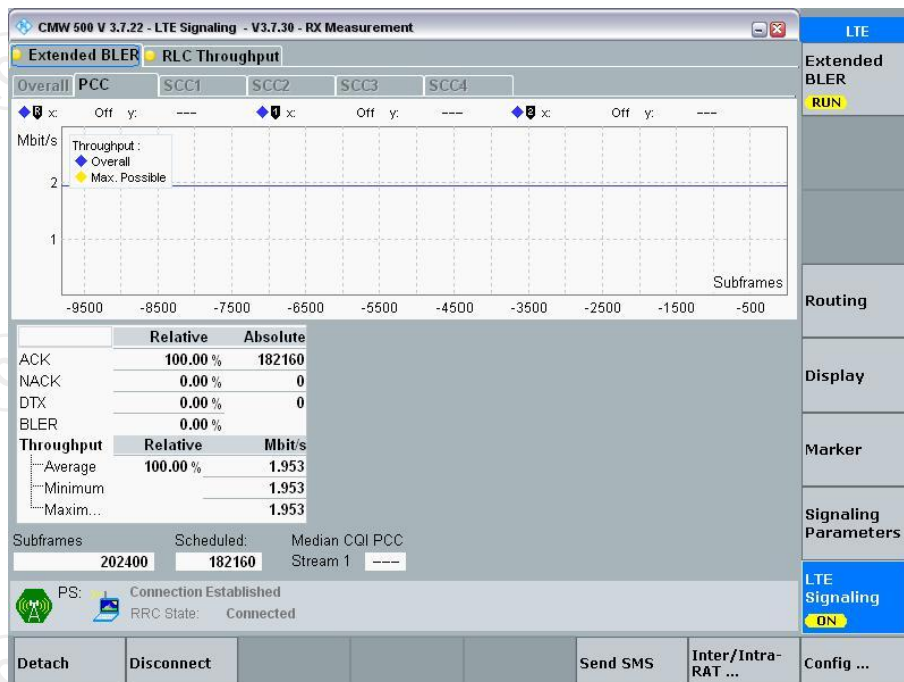 CMW 500 V 3.7.22 - LTE Signaling - V3.7.30 - RX Measurement
LTE
Extended BLER RLC Throughput
Extended
BLER
RUN
Overall PCC SCC1 SCC2 SCC3 SCC4
R x: Off y: --- 1 x: Off y: --- 2 x: Off y: ---
Mbit/s
Throughput :
Overall
Max. Possible
2
1
Subframes
-9500 -8500 -7500 -6500 -5500 -4500 -3500 -2500 -1500 -500
Routing
Relative Absolute
ACK 100.00 % 182160
NACK 0.00 % 0
DTX 0.00 % 0
BLER 0.00 %
Display
Throughput Relative Mbit/s
Average 100.00 % 1.953
Minimum 1.953
Maxim... 1.953
Marker
Signaling
Parameters
Subframes Scheduled: Median CQI PCC
202400 182160 Stream 1 ---
PS: Connection Established
RRC State: Connected
LTE
Signaling
ON
Detach Disconnect Send SMS Inter/Intra-
RAT ...
Config ...